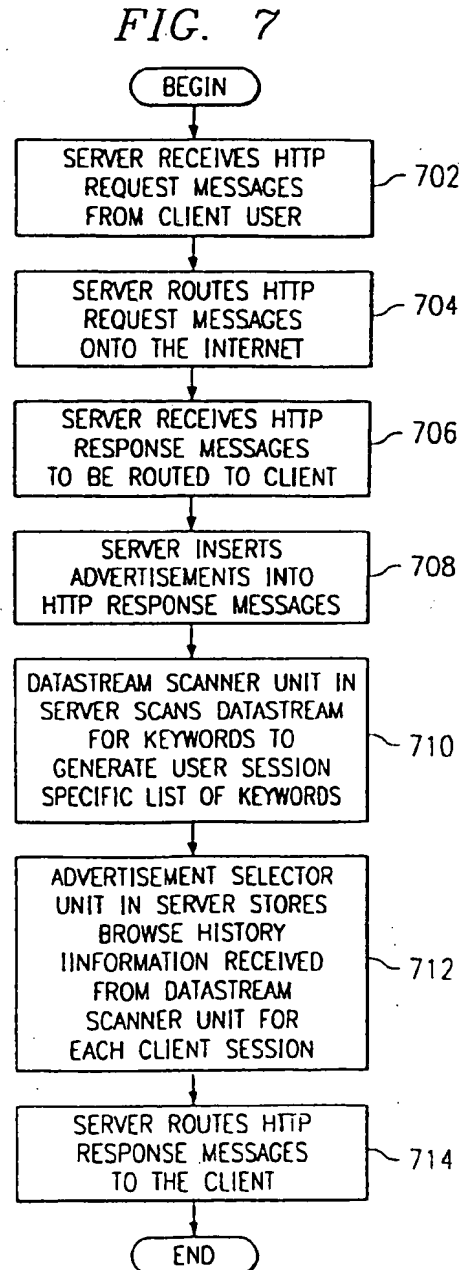 FIG. 7
BEGIN
SERVER RECEIVES HTTP
REQUEST MESSAGES
FROM CLIENT USER
702
SERVER ROUTES HTTP
REQUEST MESSAGES
ONTO THE INTERNET
704
SERVER RECEIVES HTTP
RESPONSE MESSAGES
TO BE ROUTED TO CLIENT
706
SERVER INSERTS
ADVERTISEMENTS INTO
HTTP RESPONSE MESSAGES
708
DATASTREAM SCANNER UNIT IN
SERVER SCANS DATASTREAM
FOR KEYWORDS TO
GENERATE USER SESSION
SPECIFIC LIST OF KEYWORDS
710
ADVERTISEMENT SELECTOR
UNIT IN SERVER STORES
BROWSE HISTORY
IINFORMATION RECEIVED
FROM DATASTREAM
SCANNER UNIT FOR
EACH CLIENT SESSION
712
SERVER ROUTES HTTP
RESPONSE MESSAGES
TO THE CLIENT
714
END